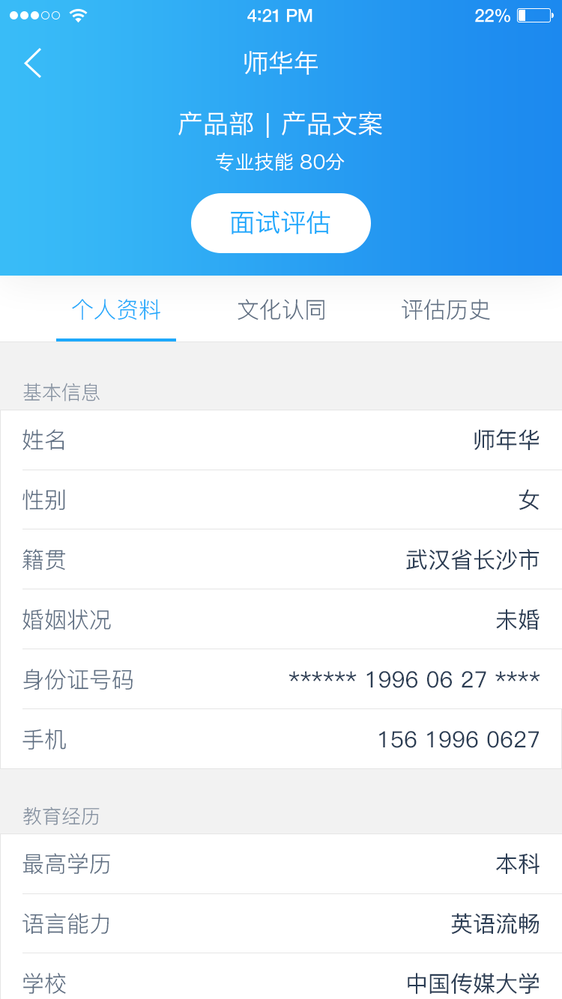 4:21 PM 22%
师华年
产品部 | 产品文案
专业技能 80分
面试评估
个人资料 文化认同 评估历史
基本信息
姓名 师年华
性别 女
籍贯 武汉省长沙市
婚姻状况 未婚
身份证号码 ****** 1996 06 27 ****
手机 156 1996 0627
教育经历
最高学历 本科
语言能力 英语流畅
学校 中国传媒大学